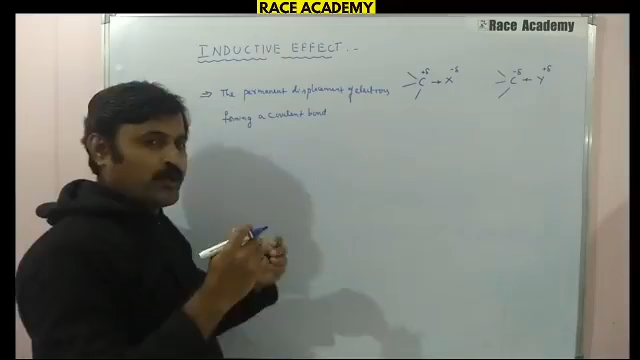 RACE ACADEMY
Race Academy
INDUCTIVE EFFECT :-
⇒ The permanent displacement of electrons
forming a covalent bond
C+δ → X-δ
C-δ ← Y+δ